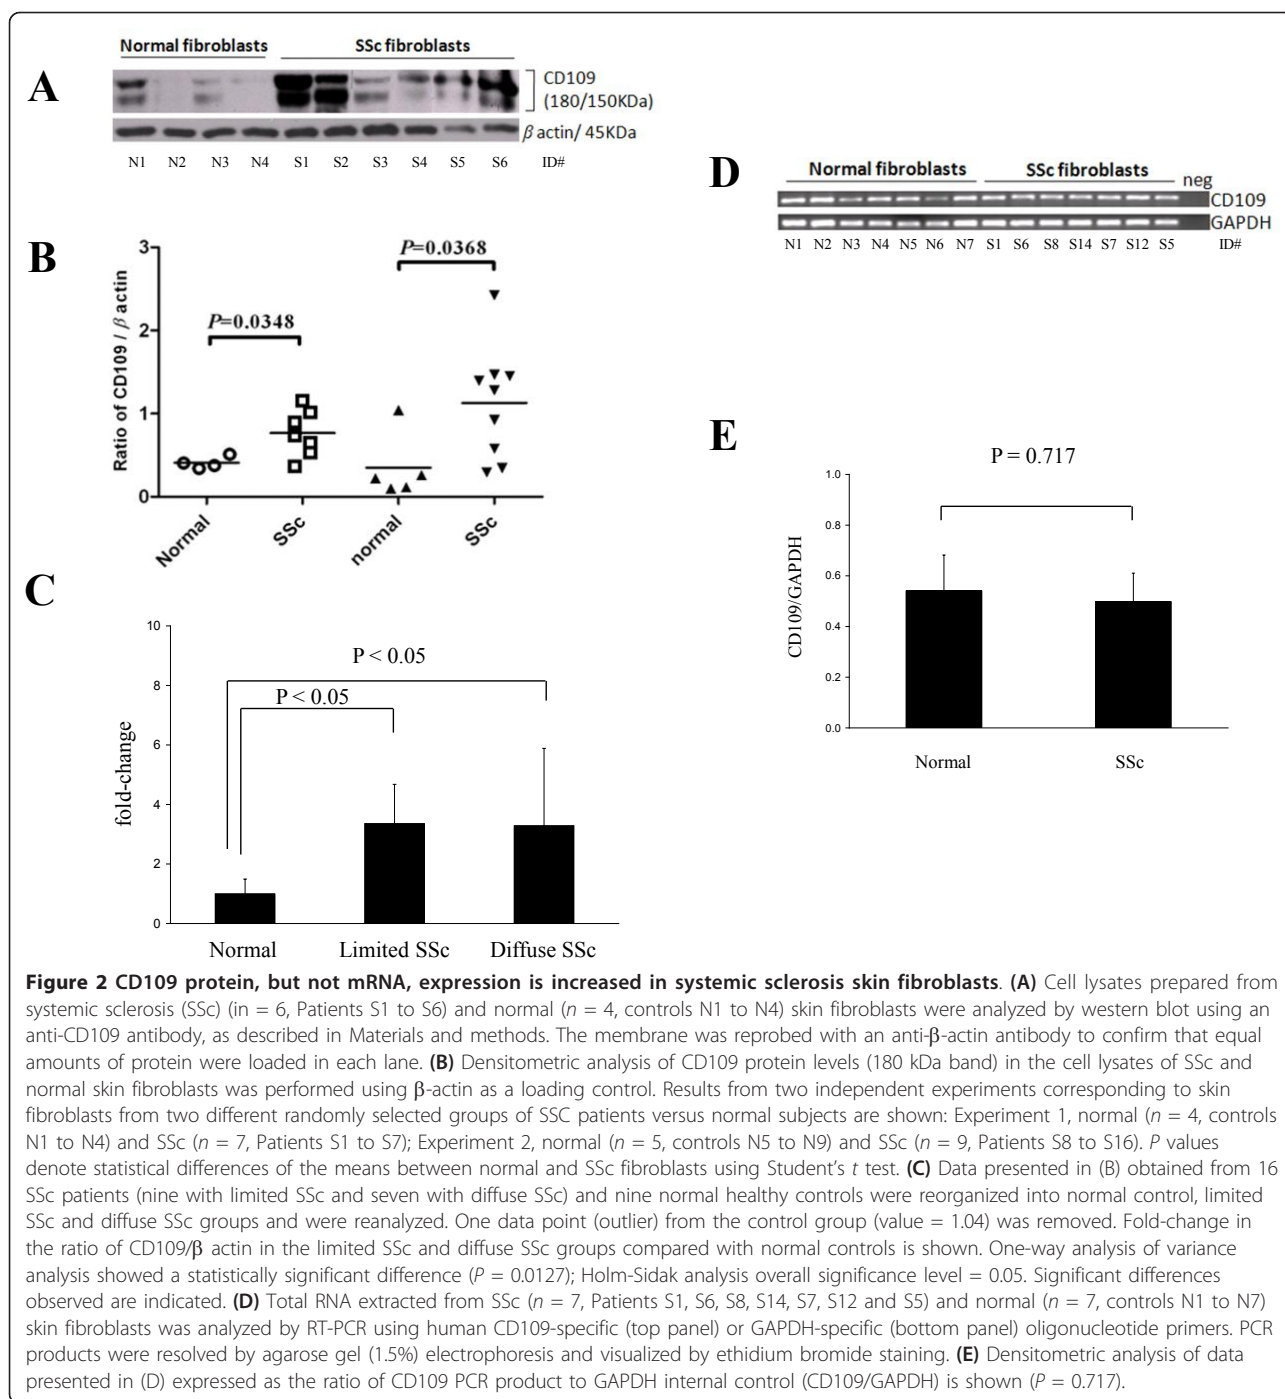 A
Normal fibroblasts SSc fibroblasts
CD109
(180/150KDa)
β actin/ 45KDa
N1 N2 N3 N4 S1 S2 S3 S4 S5 S6 ID#
B
Ratio of CD109 / β actin
3
2
1
0
P=0.0348
P=0.0368
Normal SSc normal SSc
C
fold-change
10
8
6
4
2
0
P < 0.05
P < 0.05
Normal Limited SSc Diffuse SSc
D
Normal fibroblasts SSc fibroblasts neg
CD109
GAPDH
N1 N2 N3 N4 N5 N6 N7 S1 S6 S8 S14 S7 S12 S5 ID#
E
P = 0.717
CD109/GAPDH
1.0
0.8
0.6
0.4
0.2
0.0
Normal SSc
Figure 2 CD109 protein, but not mRNA, expression is increased in systemic sclerosis skin fibroblasts. (A) Cell lysates prepared from
systemic sclerosis (SSc) (in = 6, Patients S1 to S6) and normal (n = 4, controls N1 to N4) skin fibroblasts were analyzed by western blot using an
anti-CD109 antibody, as described in Materials and methods. The membrane was reprobed with an anti-β-actin antibody to confirm that equal
amounts of protein were loaded in each lane. (B) Densitometric analysis of CD109 protein levels (180 kDa band) in the cell lysates of SSc and
normal skin fibroblasts was performed using β-actin as a loading control. Results from two independent experiments corresponding to skin
fibroblasts from two different randomly selected groups of SSC patients versus normal subjects are shown: Experiment 1, normal (n = 4, controls
N1 to N4) and SSc (n = 7, Patients S1 to S7); Experiment 2, normal (n = 5, controls N5 to N9) and SSc (n = 9, Patients S8 to S16). P values
denote statistical differences of the means between normal and SSc fibroblasts using Student's t test. (C) Data presented in (B) obtained from 16
SSc patients (nine with limited SSc and seven with diffuse SSc) and nine normal healthy controls were reorganized into normal control, limited
SSc and diffuse SSc groups and were reanalyzed. One data point (outlier) from the control group (value = 1.04) was removed. Fold-change in
the ratio of CD109/β actin in the limited SSc and diffuse SSc groups compared with normal controls is shown. One-way analysis of variance
analysis showed a statistically significant difference (P = 0.0127); Holm-Sidak analysis overall significance level = 0.05. Significant differences
observed are indicated. (D) Total RNA extracted from SSc (n = 7, Patients S1, S6, S8, S14, S7, S12 and S5) and normal (n = 7, controls N1 to N7)
skin fibroblasts was analyzed by RT-PCR using human CD109-specific (top panel) or GAPDH-specific (bottom panel) oligonucleotide primers. PCR
products were resolved by agarose gel (1.5%) electrophoresis and visualized by ethidium bromide staining. (E) Densitometric analysis of data
presented in (D) expressed as the ratio of CD109 PCR product to GAPDH internal control (CD109/GAPDH) is shown (P = 0.717).